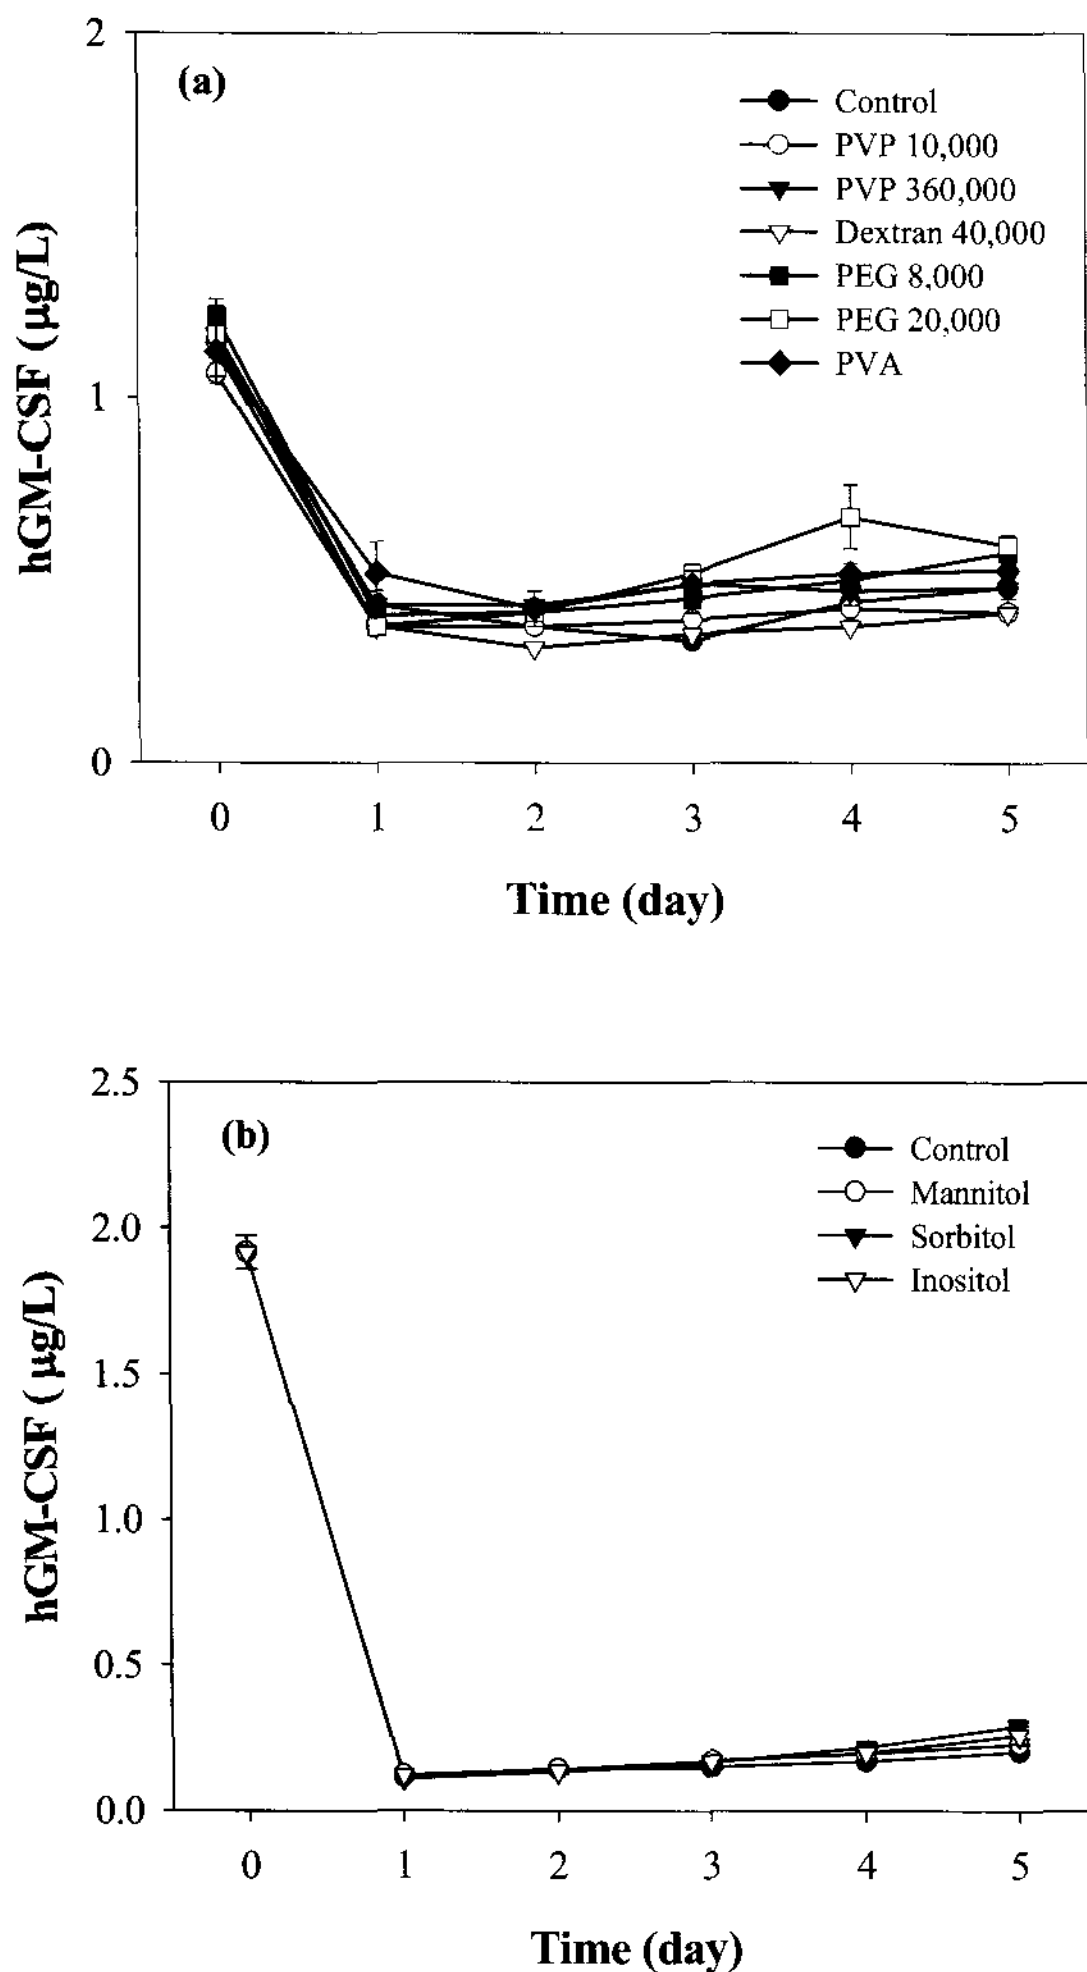 2
(a)
Control
PVP 10,000
PVP 360,000
Dextran 40,000
PEG 8,000
PEG 20,000
PVA
1
0
hGM-CSF (μg/L)
0 1 2 3 4 5
Time (day)
2.5
(b)
Control
Mannitol
Sorbitol
Inositol
2.0
1.5
1.0
0.5
0.0
hGM-CSF ( μg/L)
0 1 2 3 4 5
Time (day)